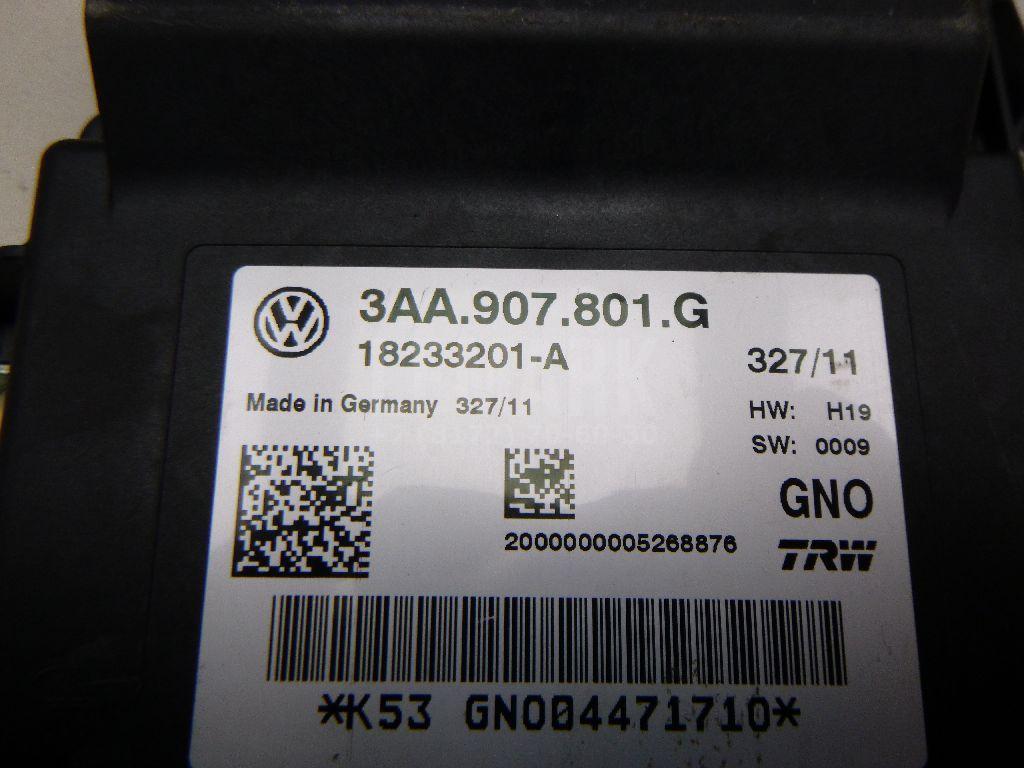 3AA.907.801.G
18233201-A
327/11
Made in Germany 327/11
HW: H19
SW: 0009
GNO
2000000005268876
TRW
*K53 GNO04471710*